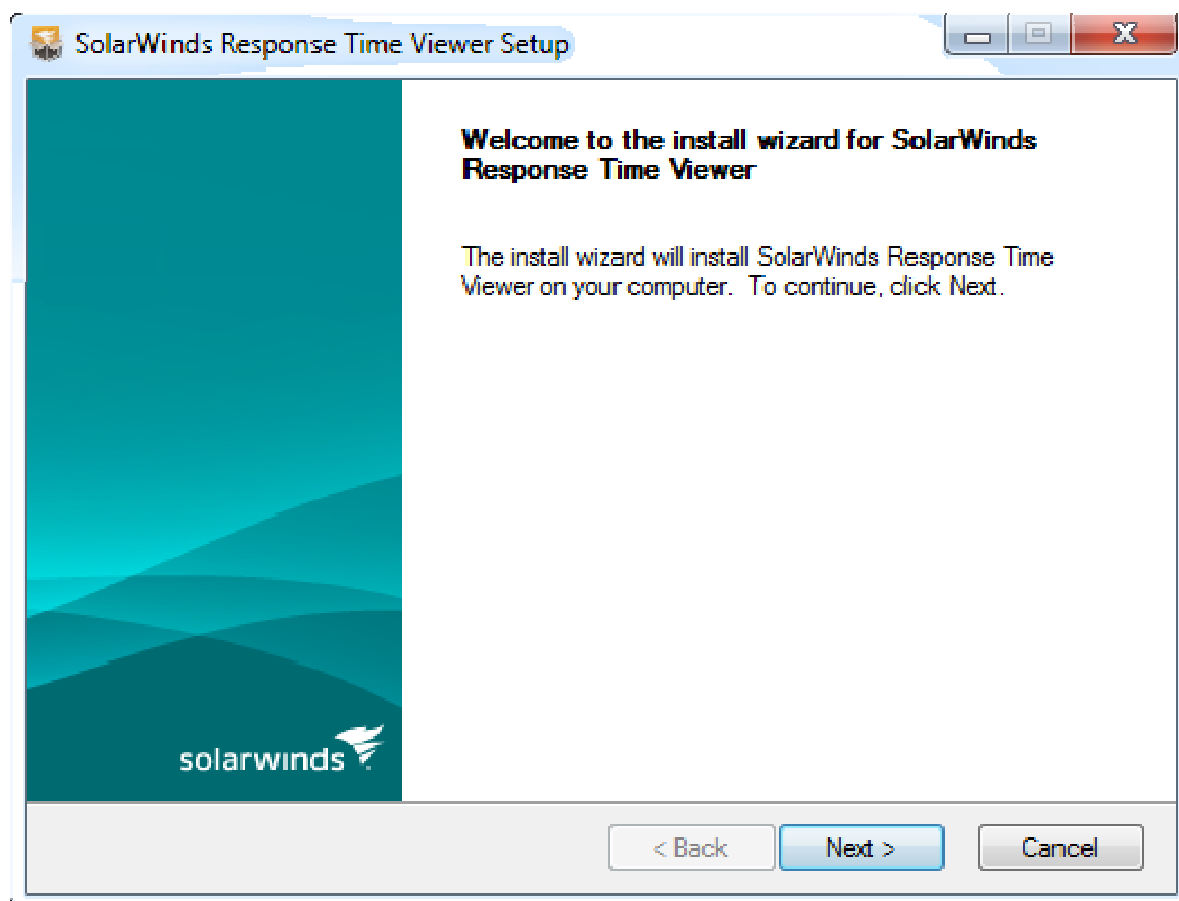 SolarWinds Response Time Viewer Setup
Welcome to the install wizard for SolarWinds
Response Time Viewer
The install wizard will install SolarWinds Response Time
Viewer on your computer.  To continue, click Next.
solarwinds
< Back
Next >
Cancel